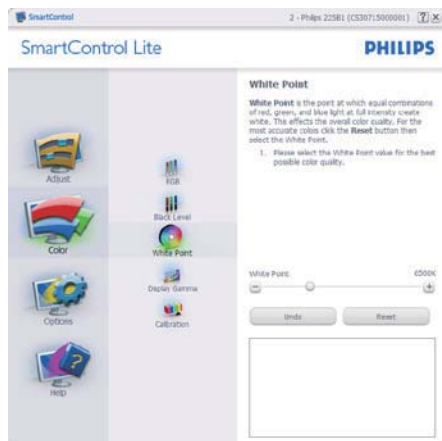 SmartControl
2 - Philips 225B1 (CS30715000001)
SmartControl Lite
PHILIPS
Adjust
Color
Options
Help
RGB
Black Level
White Point
Display Gamma
Calibration
White Point
White Point is the point at which equal combinations
of red, green, and blue light at full intensity create
white. This effects the overall color quality. For the
most accurate colors click the Reset button then
select the White Point.
1. Please select the White Point value for the best
possible color quality.
White Point
6500K
Undo
Reset